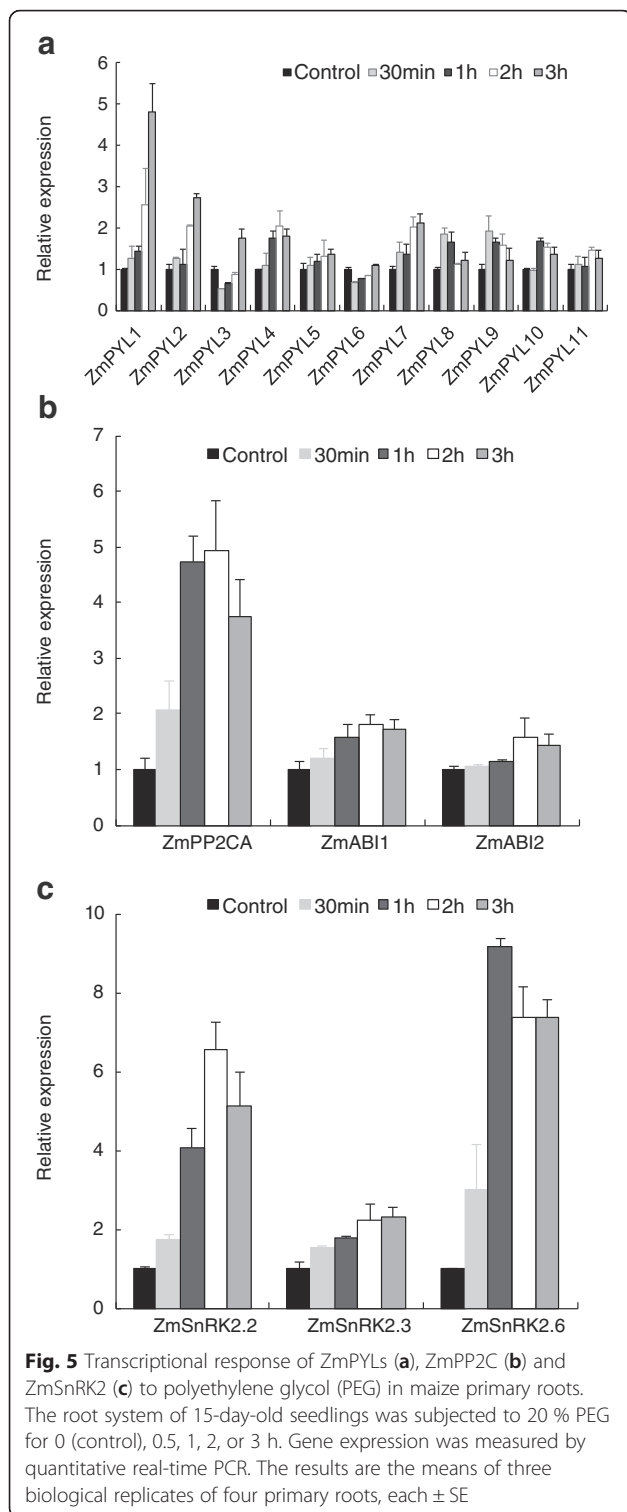 a
6
5
4
3
2
1
0
Relative expression
Control 30min 1h 2h 3h
ZmPYL1 ZmPYL2 ZmPYL3 ZmPYL4 ZmPYL5 ZmPYL6 ZmPYL7 ZmPYL8 ZmPYL9 ZmPYL10 ZmPYL11
b
7
6
5
4
3
2
1
0
Relative expression
Control 30min 1h 2h 3h
ZmPP2CA ZmABI1 ZmABI2
c
10
8
6
4
2
0
Relative expression
Control 30min 1h 2h 3h
ZmSnRK2.2 ZmSnRK2.3 ZmSnRK2.6
Fig. 5 Transcriptional response of ZmPYLs (a), ZmPP2C (b) and
ZmSnRK2 (c) to polyethylene glycol (PEG) in maize primary roots.
The root system of 15-day-old seedlings was subjected to 20 % PEG
for 0 (control), 0.5, 1, 2, or 3 h. Gene expression was measured by
quantitative real-time PCR. The results are the means of three
biological replicates of four primary roots, each ± SE